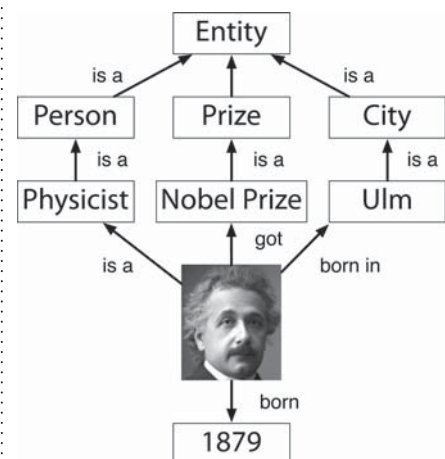 Entity
is a
is a
Person
Prize
City
is a
is a
is a
Physicist
Nobel Prize
Ulm
got
is a
born in
born
1879